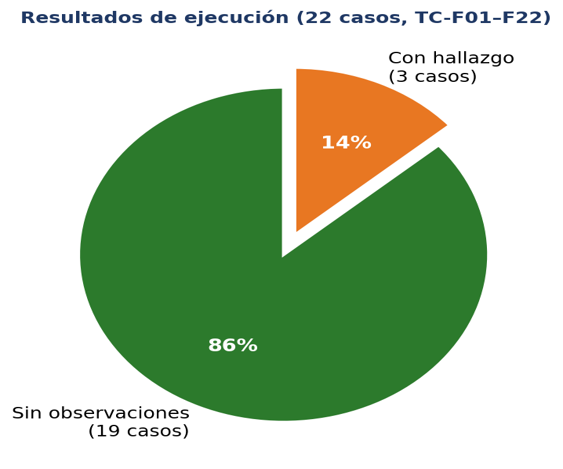 Resultados de ejecución (22 casos, TC-F01–F22)
Con hallazgo
(3 casos)
14%
86%
Sin observaciones
(19 casos)